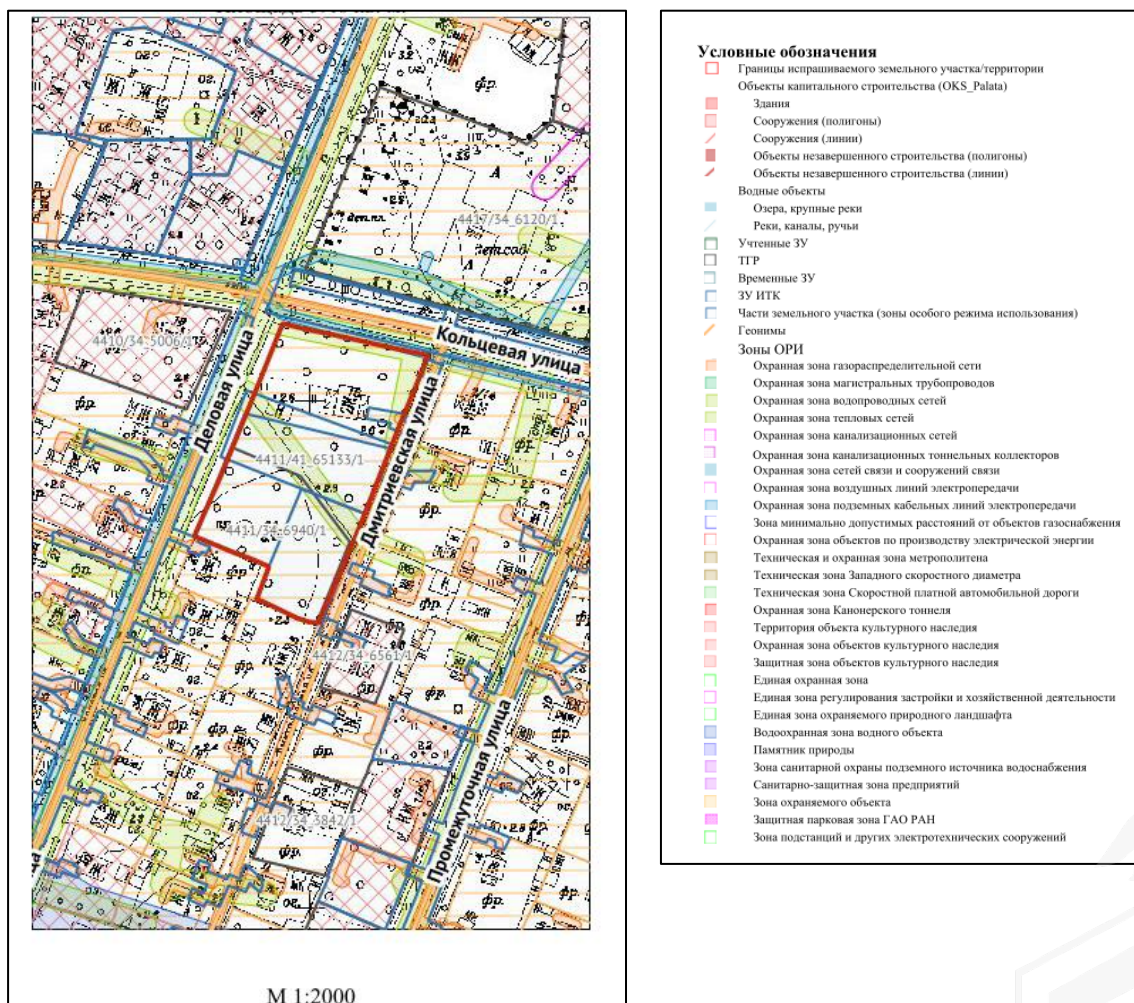 4417/34_6120/1
дет.сад
4410/34_5006/1
Кольцевая улица
Деловая улица
Дмитриевская улица
4411/41_65133/1
4411/34_6940/1
4412/34_6561/1
4412/34_3842/1
Промежуточная улица
М 1:2000
Условные обозначения
Границы испрашиваемого земельного участка/территории
Объекты капитального строительства (OKS_Palata)
Здания
Сооружения (полигоны)
Сооружения (линии)
Объекты незавершенного строительства (полигоны)
Объекты незавершенного строительства (линии)
Водные объекты
Озера, крупные реки
Реки, каналы, ручьи
Учтенные ЗУ
ТГР
Временные ЗУ
ЗУ ИТК
Части земельного участка (зоны особого режима использования)
Геонимы
Зоны ОРИ
Охранная зона газораспределительной сети
Охранная зона магистральных трубопроводов
Охранная зона водопроводных сетей
Охранная зона тепловых сетей
Охранная зона канализационных сетей
Охранная зона канализационных тоннельных коллекторов
Охранная зона сетей связи и сооружений связи
Охранная зона воздушных линий электропередачи
Охранная зона подземных кабельных линий электропередачи
Зона минимально допустимых расстояний от объектов газоснабжения
Охранная зона объектов по производству электрической энергии
Техническая и охранная зона метрополитена
Техническая зона Западного скоростного диаметра
Техническая зона Скоростной платной автомобильной дороги
Охранная зона Канонерского тоннеля
Территория объекта культурного наследия
Охранная зона объектов культурного наследия
Защитная зона объектов культурного наследия
Единая охранная зона
Единая зона регулирования застройки и хозяйственной деятельности
Единая зона охраняемого природного ландшафта
Водоохранная зона водного объекта
Памятник природы
Зона санитарной охраны подземного источника водоснабжения
Санитарно-защитная зона предприятий
Зона охраняемого объекта
Защитная парковая зона ГАО РАН
Зона подстанций и других электротехнических сооружений